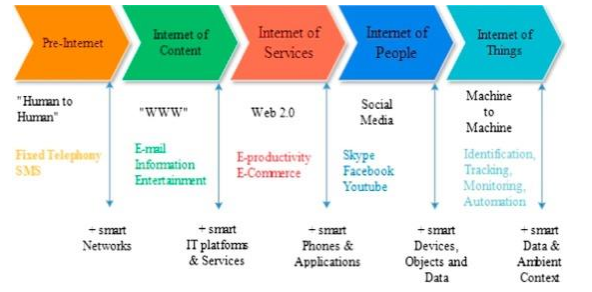 Pre-Internet
Internet of
Content
Internet of
Services
Internet of
People
Internet of
Things
"Human to
Human"
"WWW"
Web 2.0
Social
Media
Machine
to
Machine
Fixed Telephony
SMS
E-mail
Information
Entertainment
E-productivity
E-Commerce
Skype
Facebook
Youtube
Identification,
Tracking,
Monitoring,
Automation
+ smart
Networks
+ smart
IT platforms
& Services
+ smart
Phones &
Applications
+ smart
Devices,
Objects and
Data
+ smart
Data &
Ambient
Context